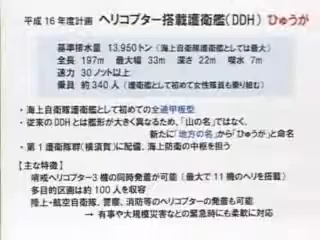 平成16年度計画 ヘリコプター搭載護衛艦(DDH) ひゅうが
基準排水量 13,950トン (海上自衛隊護衛艦としては最大)
全長 197m 最大幅 33m 深さ 22m 喫水 7m
速力 30ノット以上
乗員 約340人 (護衛艦として初めて女性隊員も乗り組む)
・海上自衛隊護衛艦として初めての全通甲板型
・従来のDDHとは艦形が大きく異なるため、「山の名」ではなく、
新たに「地方の名」から「ひゅうが」と命名
・第1護衛隊群(横須賀)に配備、海上防衛の中枢を担う
【主な特徴】
哨戒ヘリコプター3機の同時発着が可能 (最大で11機のヘリを搭載)
多目的区画は約100人を収容
陸上・航空自衛隊、警察、消防等のヘリコプターの発着も可能
→ 有事や大規模災害などの緊急時にも柔軟に対応